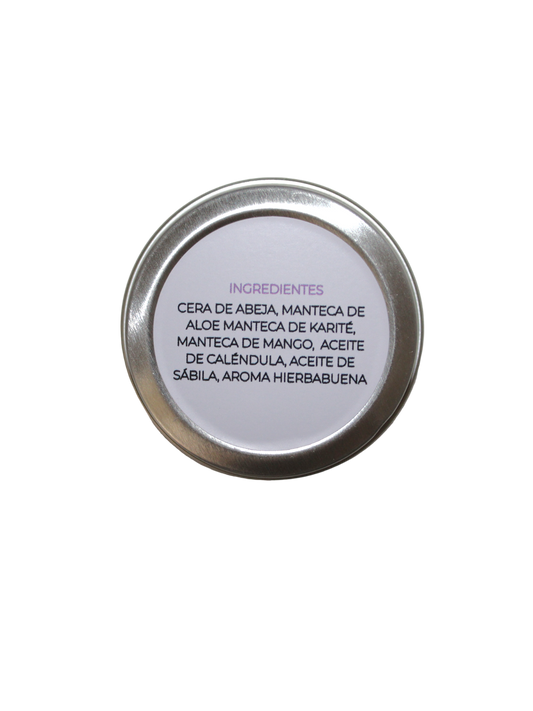 INGREDIENTES
CERA DE ABEJA, MANTECA DE
ALOE MANTECA DE KARITÉ,
MANTECA DE MANGO, ACEITE
DE CALÉNDULA, ACEITE DE
SÁBILA, AROMA HIERBABUENA